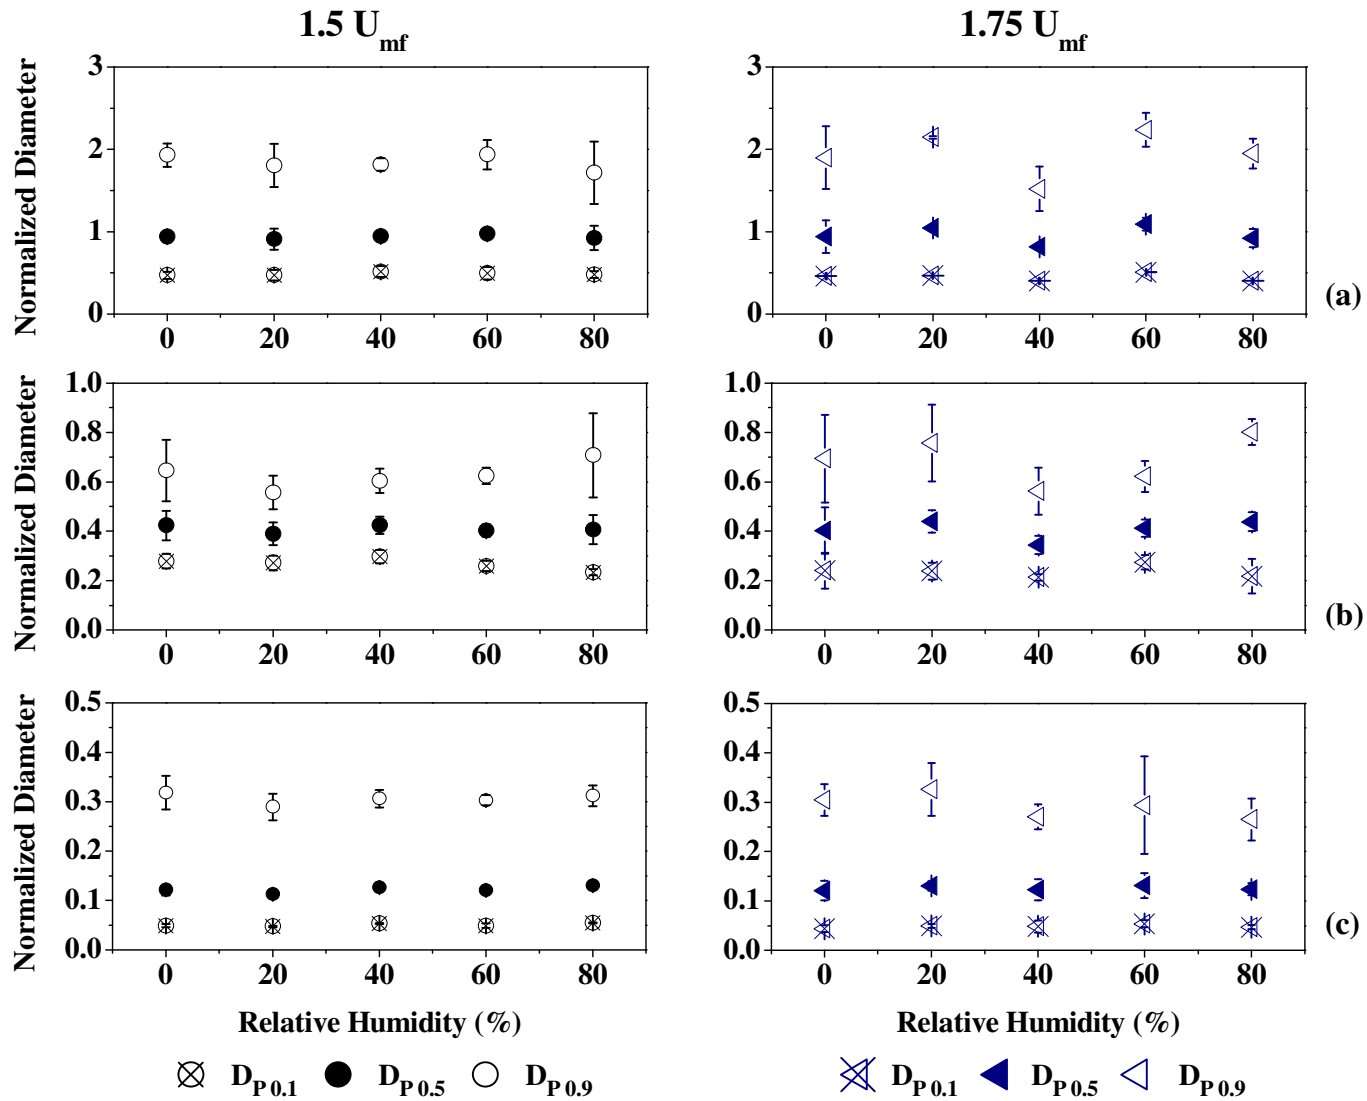 1.5 Umf 1.75 Umf
3 3
2 2
1 1
0 0
0 20 40 60 80 0 20 40 60 80
Normalized Diameter
(a)
1.0 1.0
0.8 0.8
0.6 0.6
0.4 0.4
0.2 0.2
0.0 0.0
0 20 40 60 80 0 20 40 60 80
Normalized Diameter
(b)
0.5 0.5
0.4 0.4
0.3 0.3
0.2 0.2
0.1 0.1
0.0 0.0
0 20 40 60 80 0 20 40 60 80
Normalized Diameter
(c)
Relative Humidity (%) Relative Humidity (%)
DP 0.1 DP 0.5 DP 0.9 DP 0.1 DP 0.5 DP 0.9